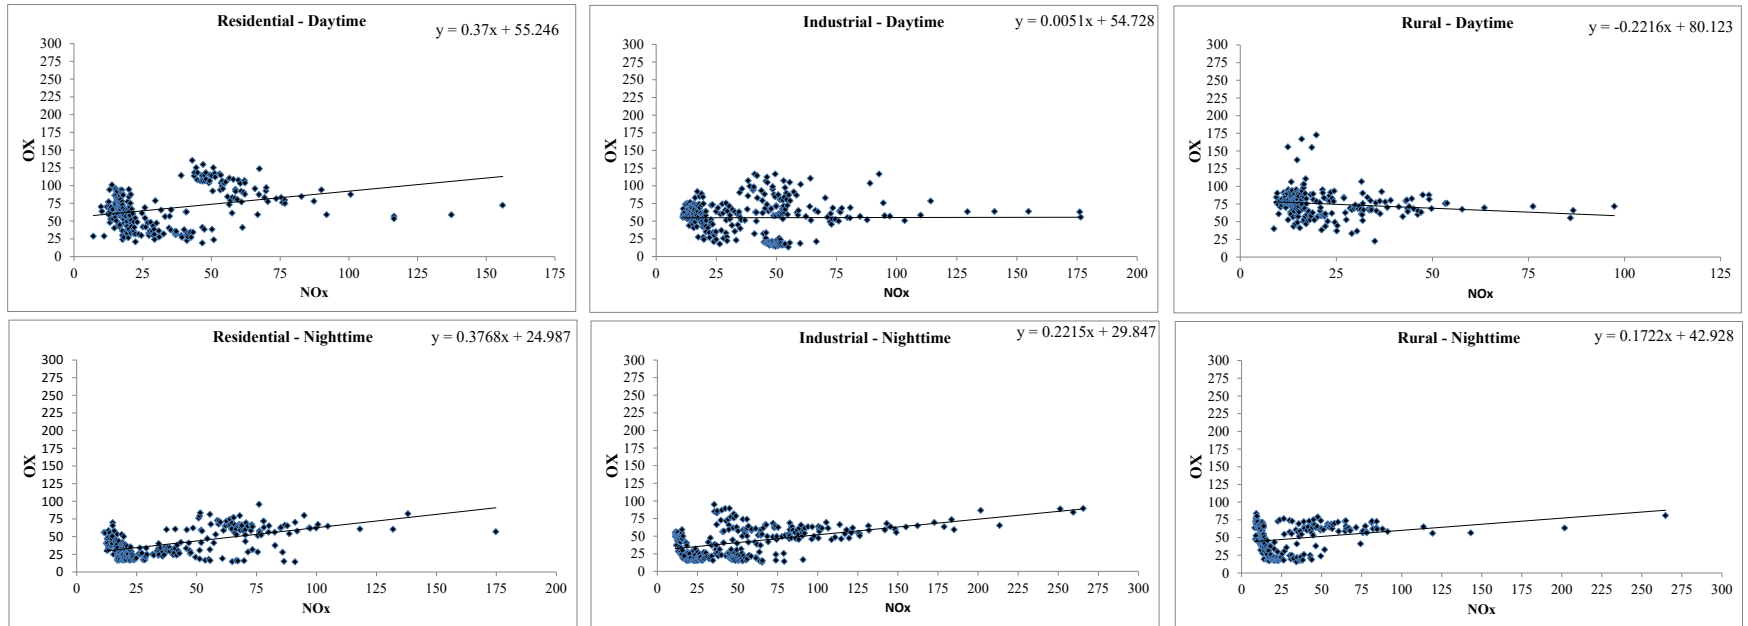 Residential - Daytime
y = 0.37x + 55.246
300
275
250
225
200
175
150
125
100
75
50
25
0
OX
0 25 50 75 100 125 150 175
NOx
Industrial - Daytime
y = 0.0051x + 54.728
300
275
250
225
200
175
150
125
100
75
50
25
0
OX
0 25 50 75 100 125 150 175 200
NOx
Rural - Daytime
y = -0.2216x + 80.123
300
275
250
225
200
175
150
125
100
75
50
25
0
OX
0 25 50 75 100 125
NOx
Residential - Nighttime
y = 0.3768x + 24.987
300
275
250
225
200
175
150
125
100
75
50
25
0
OX
0 25 50 75 100 125 150 175 200
NOx
Industrial - Nighttime
y = 0.2215x + 29.847
300
275
250
225
200
175
150
125
100
75
50
25
0
OX
0 25 50 75 100 125 150 175 200 225 250 275 300
NOx
Rural - Nighttime
y = 0.1722x + 42.928
300
275
250
225
200
175
150
125
100
75
50
25
0
OX
0 25 50 75 100 125 150 175 200 225 250 275 300
NOx